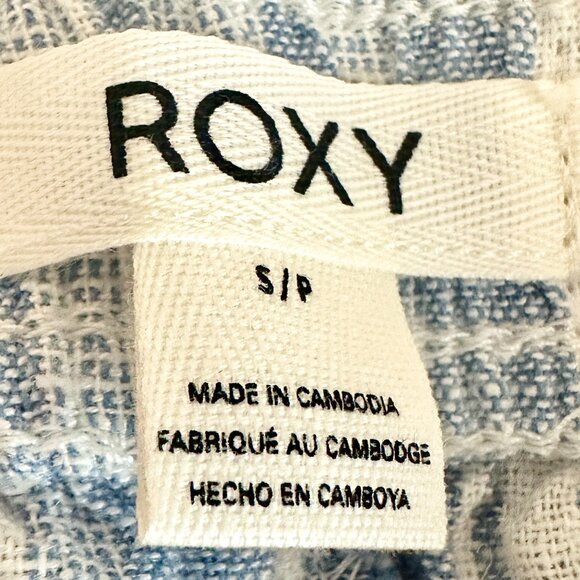 ROXY
S/P
MADE IN CAMBODIA
FABRIQUÉ AU CAMBODGE
HECHO EN CAMBOYA